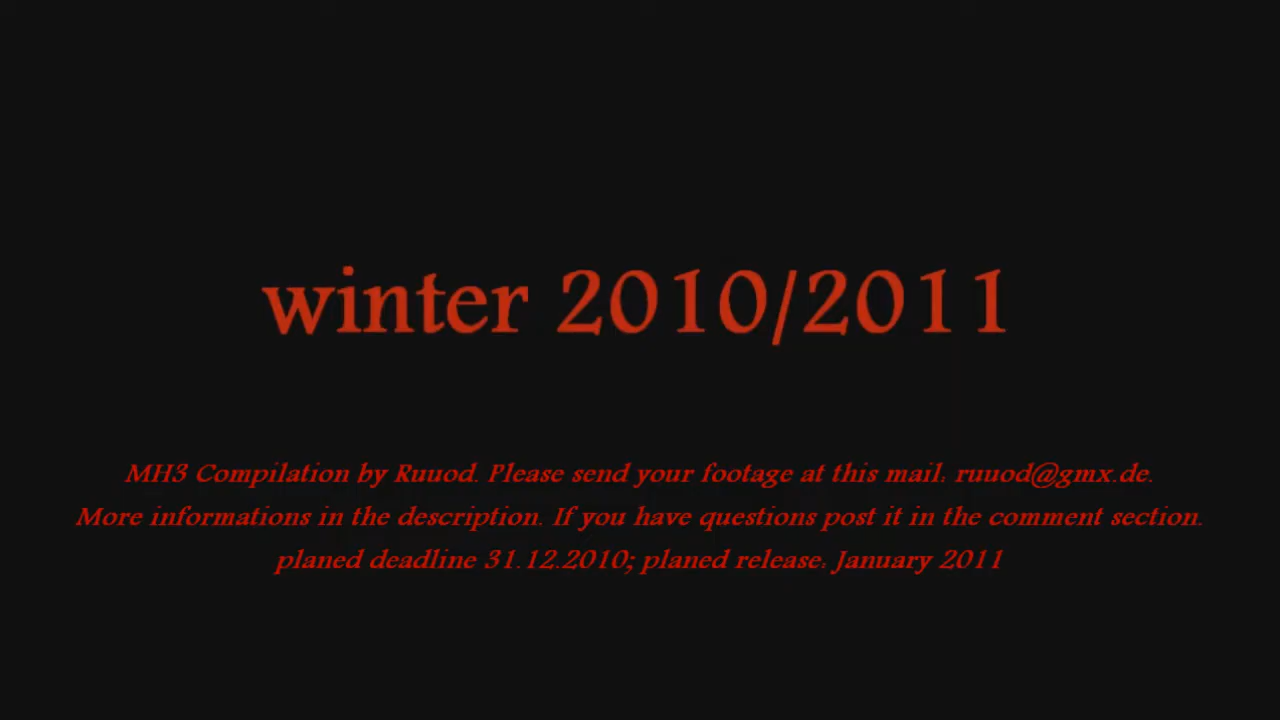 winter 2010/2011
MH3 Compilation by Ruuod. Please send your footage at this mail: ruuod@gmx.de.
More informations in the description. If you have questions post it in the comment section.
planed deadline 31.12.2010; planed release: January 2011